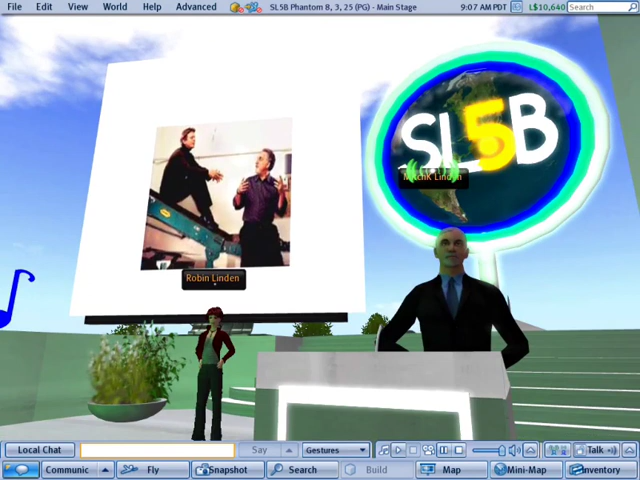 File Edit View World Help Advanced SL5B Phantom 8, 3, 25 (PG) - Main Stage 9:07 AM PDT L$10,640 Search
SL5B
MitchK Linden
Robin Linden
Local Chat Say Gestures Talk
Communic Fly Snapshot Search Build Map Mini-Map Inventory